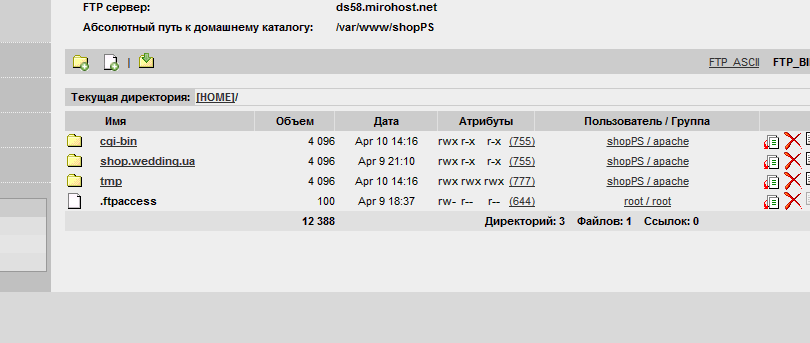 FTP сервер: ds58.mirohost.net
Абсолютный путь к домашнему каталогу: /var/www/shopPS
| FTP_ASCII FTP_BI
Текущая директория: [HOME]/
Имя Объем Дата Атрибуты Пользователь / Группа
cgi-bin 4 096 Apr 10 14:16 rwx r-x r-x (755) shopPS / apache
shop.wedding.ua 4 096 Apr 9 21:10 rwx r-x r-x (755) shopPS / apache
tmp 4 096 Apr 10 14:16 rwx rwx rwx (777) shopPS / apache
.ftpaccess 100 Apr 9 18:37 rw- r-- r-- (644) root / root
12 388 Директорий: 3 Файлов: 1 Ссылок: 0